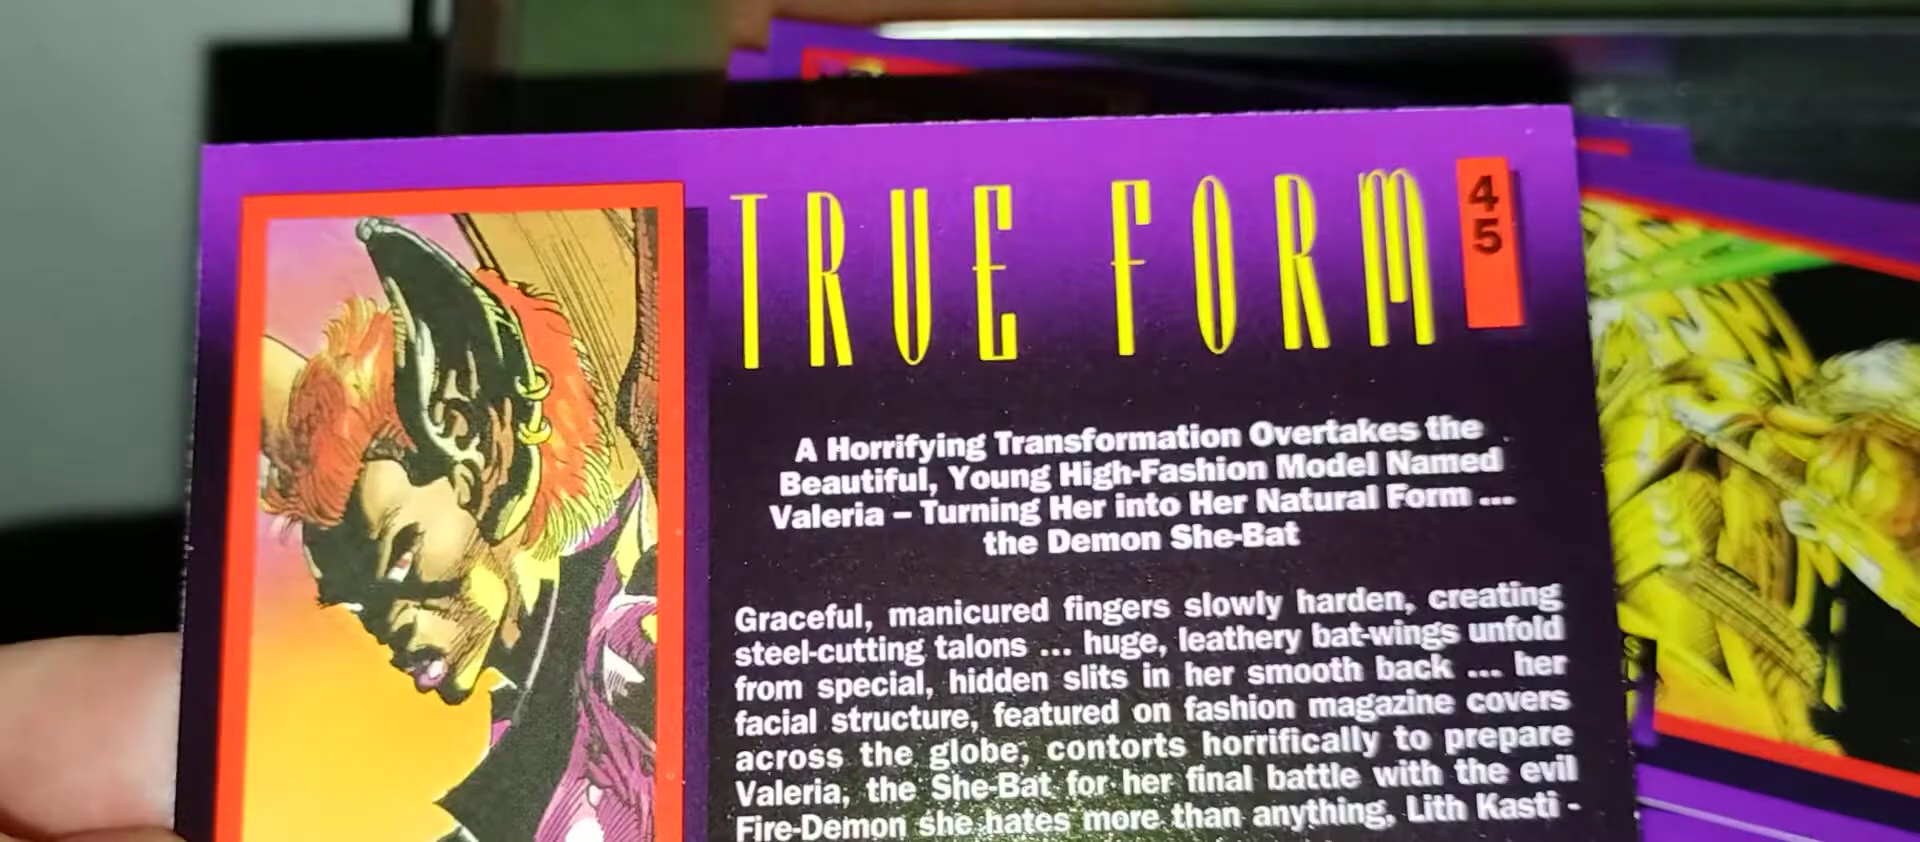 TRUE FORM
45
A Horrifying Transformation Overtakes the
Beautiful, Young High-Fashion Model Named
Valeria – Turning Her into Her Natural Form ...
the Demon She-Bat
Graceful, manicured fingers slowly harden, creating
steel-cutting talons ... huge, leathery bat-wings unfold
from special, hidden slits in her smooth back ... her
facial structure, featured on fashion magazine covers
across the globe, contorts horrifically to prepare
Valeria, the She-Bat for her final battle with the evil
Fire-Demon she hates more than anything, Lith Kasti -